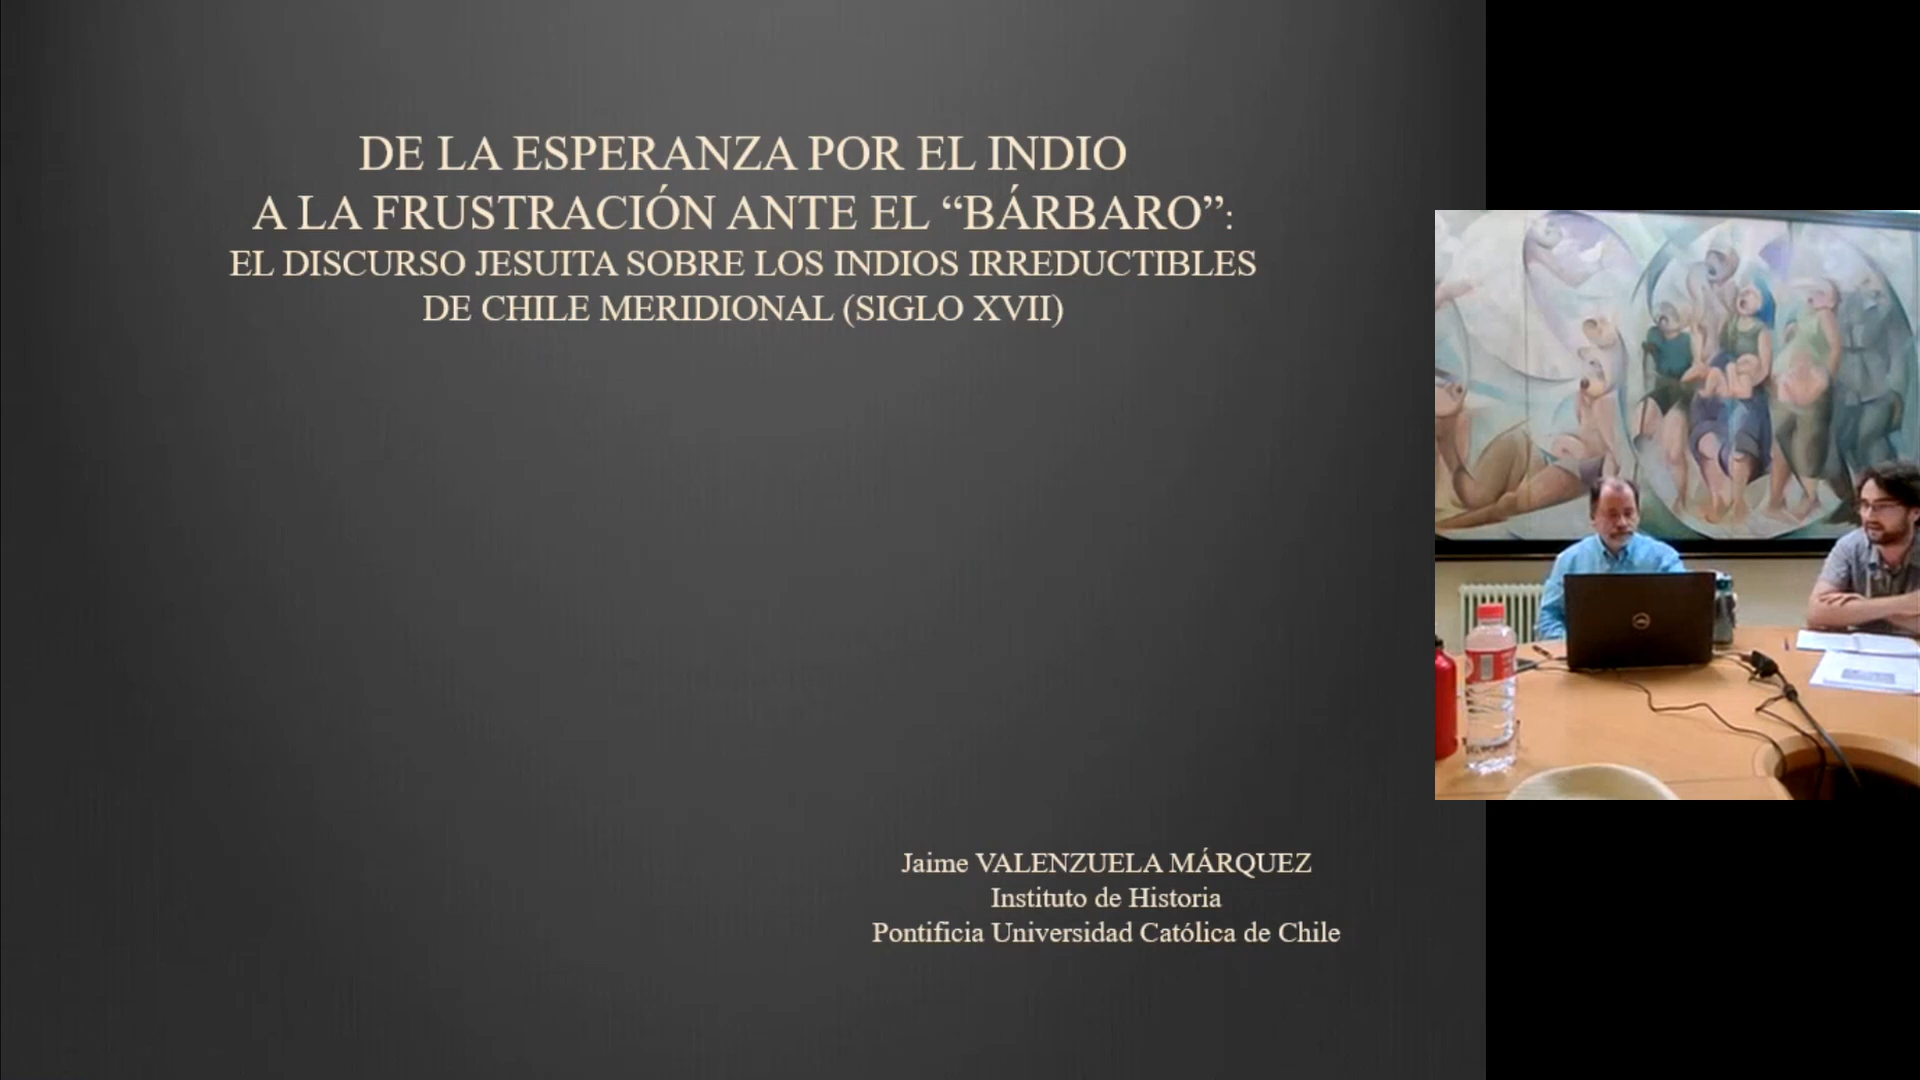 DE LA ESPERANZA POR EL INDIO
A LA FRUSTRACIÓN ANTE EL “BÁRBARO”:
EL DISCURSO JESUITA SOBRE LOS INDIOS IRREDUCTIBLES
DE CHILE MERIDIONAL (SIGLO XVII)
Jaime VALENZUELA MÁRQUEZ
Instituto de Historia
Pontificia Universidad Católica de Chile